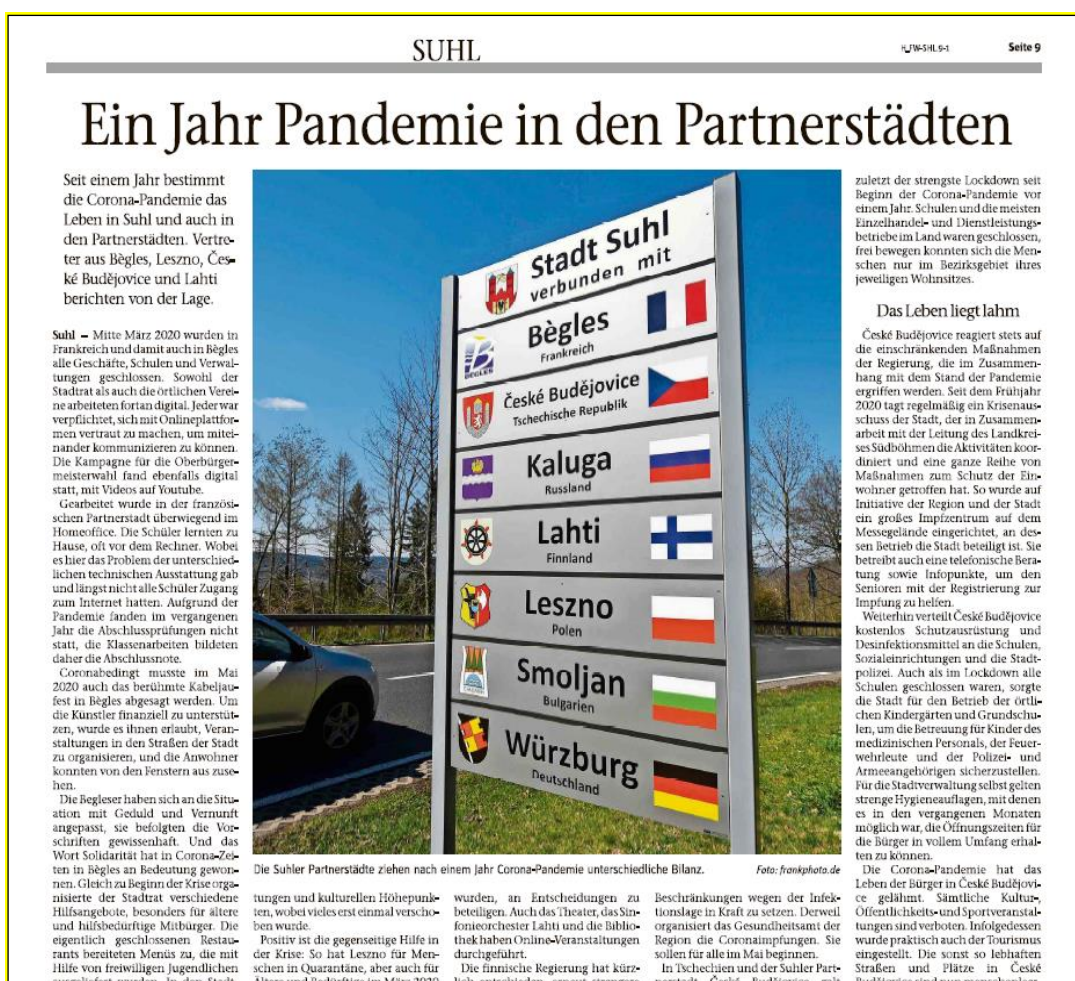 SUHL
H_FW-SHL.9-1
Seite 9
Ein Jahr Pandemie in den Partnerstädten
Seit einem Jahr bestimmt
die Corona-Pandemie das
Leben in Suhl und auch in
den Partnerstädten. Vertre-
ter aus Bègles, Leszno, Čes-
ké Budějovice und Lahti
berichten von der Lage.
Suhl – Mitte März 2020 wurden in
Frankreich und damit auch in Bègles
alle Geschäfte, Schulen und Verwal-
tungen geschlossen. Sowohl der
Stadtrat als auch die örtlichen Verei-
ne arbeiteten fortan digital. Jeder war
verpflichtet, sich mit Onlineplattfor-
men vertraut zu machen, um mitei-
nander kommunizieren zu können.
Die Kampagne für die Oberbürger-
meisterwahl fand ebenfalls digital
statt, mit Videos auf Youtube.
Gearbeitet wurde in der französi-
schen Partnerstadt überwiegend im
Homeoffice. Die Schüler lernten zu
Hause, oft vor dem Rechner. Wobei
es hier das Problem der unterschied-
lichen technischen Ausstattung gab
und längst nicht alle Schüler Zugang
zum Internet hatten. Aufgrund der
Pandemie fanden im vergangenen
Jahr die Abschlussprüfungen nicht
statt, die Klassenarbeiten bildeten
daher die Abschlussnote.
Coronabedingt musste im Mai
2020 auch das berühmte Kabeljau-
fest in Bègles abgesagt werden. Um
die Künstler finanziell zu unterstüt-
zen, wurde es ihnen erlaubt, Veran-
staltungen in den Straßen der Stadt
zu organisieren, und die Anwohner
konnten von den Fenstern aus zuse-
hen.
Die Begleser haben sich an die Situ-
ation mit Geduld und Vernunft
angepasst, sie befolgten die Vor-
schriften gewissenhaft. Und das
Wort Solidarität hat in Corona-Zei-
ten in Bègles an Bedeutung gewon-
nen. Gleich zu Beginn der Krise orga-
nisierte der Stadtrat verschiedene
Hilfsangebote, besonders für ältere
und hilfsbedürftige Mitbürger. Die
eigentlich geschlossenen Restau-
rants bereiteten Menüs zu, die mit
Hilfe von freiwilligen Jugendlichen
ausgeliefert wurden. In den Stadt-
Stadt Suhl
verbunden mit
Bègles
Frankreich
BEGLES
České Budějovice
Tschechische Republik
Kaluga
Russland
Lahti
Finnland
Leszno
Polen
Smoljan
Bulgarien
Würzburg
Deutschland
Die Suhler Partnerstädte ziehen nach einem Jahr Corona-Pandemie unterschiedliche Bilanz.
Foto: frankphoto.de
tungen und kulturellen Höhepunk-
ten, wobei vieles erst einmal verscho-
ben wurde.
Positiv ist die gegenseitige Hilfe in
der Krise: So hat Leszno für Men-
schen in Quarantäne, aber auch für
Ältere und Bedürftige im März 2020
wurden, an Entscheidungen zu
beteiligen. Auch das Theater, das Sin-
fonieorchester Lahti und die Biblio-
thek haben Online-Veranstaltungen
durchgeführt.
Die finnische Regierung hat kürz-
lich entschieden, erneut strengere
Beschränkungen wegen der Infek-
tionslage in Kraft zu setzen. Derweil
organisiert das Gesundheitsamt der
Region die Coronaimpfungen. Sie
sollen für alle im Mai beginnen.
In Tschechien und der Suhler Part-
nerstadt České Budějovice galt
zuletzt der strengste Lockdown seit
Beginn der Corona-Pandemie vor
einem Jahr. Schulen und die meisten
Einzelhandel- und Dienstleistungs-
betriebe im Land waren geschlossen,
frei bewegen konnten sich die Men-
schen nur im Bezirksgebiet ihres
jeweiligen Wohnsitzes.
Das Leben liegt lahm
České Budějovice reagiert stets auf
die einschränkenden Maßnahmen
der Regierung, die im Zusammen-
hang mit dem Stand der Pandemie
ergriffen werden. Seit dem Frühjahr
2020 tagt regelmäßig ein Krisenaus-
schuss der Stadt, der in Zusammen-
arbeit mit der Leitung des Landkrei-
ses Südböhmen die Aktivitäten koor-
diniert und eine ganze Reihe von
Maßnahmen zum Schutz der Ein-
wohner getroffen hat. So wurde auf
Initiative der Region und der Stadt
ein großes Impfzentrum auf dem
Messegelände eingerichtet, an des-
sen Betrieb die Stadt beteiligt ist. Sie
betreibt auch eine telefonische Bera-
tung sowie Infopunkte, um den
Senioren mit der Registrierung zur
Impfung zu helfen.
Weiterhin verteilt České Budějovice
kostenlos Schutzausrüstung und
Desinfektionsmittel an die Schulen,
Sozialeinrichtungen und die Stadt-
polizei. Auch als im Lockdown alle
Schulen geschlossen waren, sorgte
die Stadt für den Betrieb der örtli-
chen Kindergärten und Grundschu-
len, um die Betreuung für Kinder des
medizinischen Personals, der Feuer-
wehrleute und der Polizei- und
Armeeangehörigen sicherzustellen.
Für die Stadtverwaltung selbst gelten
strenge Hygieneauflagen, mit denen
es in den vergangenen Monaten
möglich war, die Öffnungszeiten für
die Bürger in vollem Umfang erhal-
ten zu können.
Die Corona-Pandemie hat das
Leben der Bürger in České Budějovi-
ce gelähmt. Sämtliche Kultur-,
Öffentlichkeits- und Sportveranstal-
tungen sind verboten. Infolgedessen
wurde praktisch auch der Tourismus
eingestellt. Die sonst so lebhaften
Straßen und Plätze in České
Budějovice sind nun menschenleer.